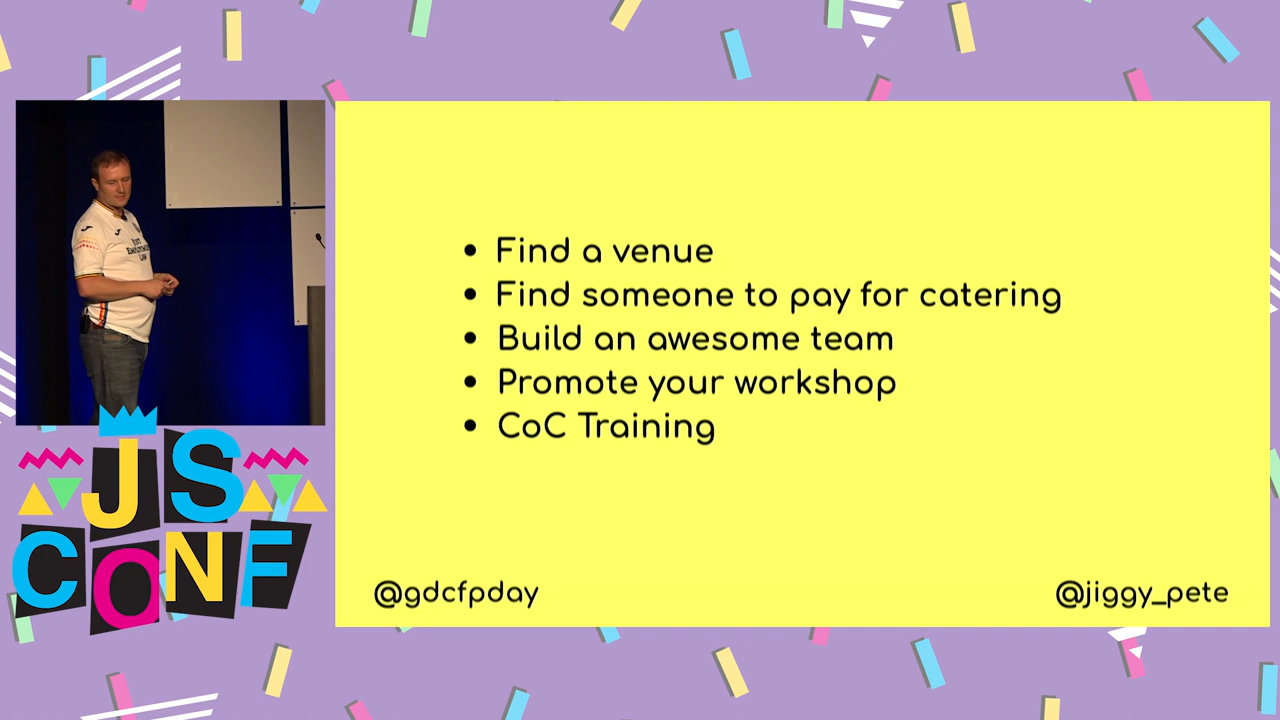 Find a venue
Find someone to pay for catering
Build an awesome team
Promote your workshop
CoC Training
@gdcfpday
@jiggy_pete
JS
CONF